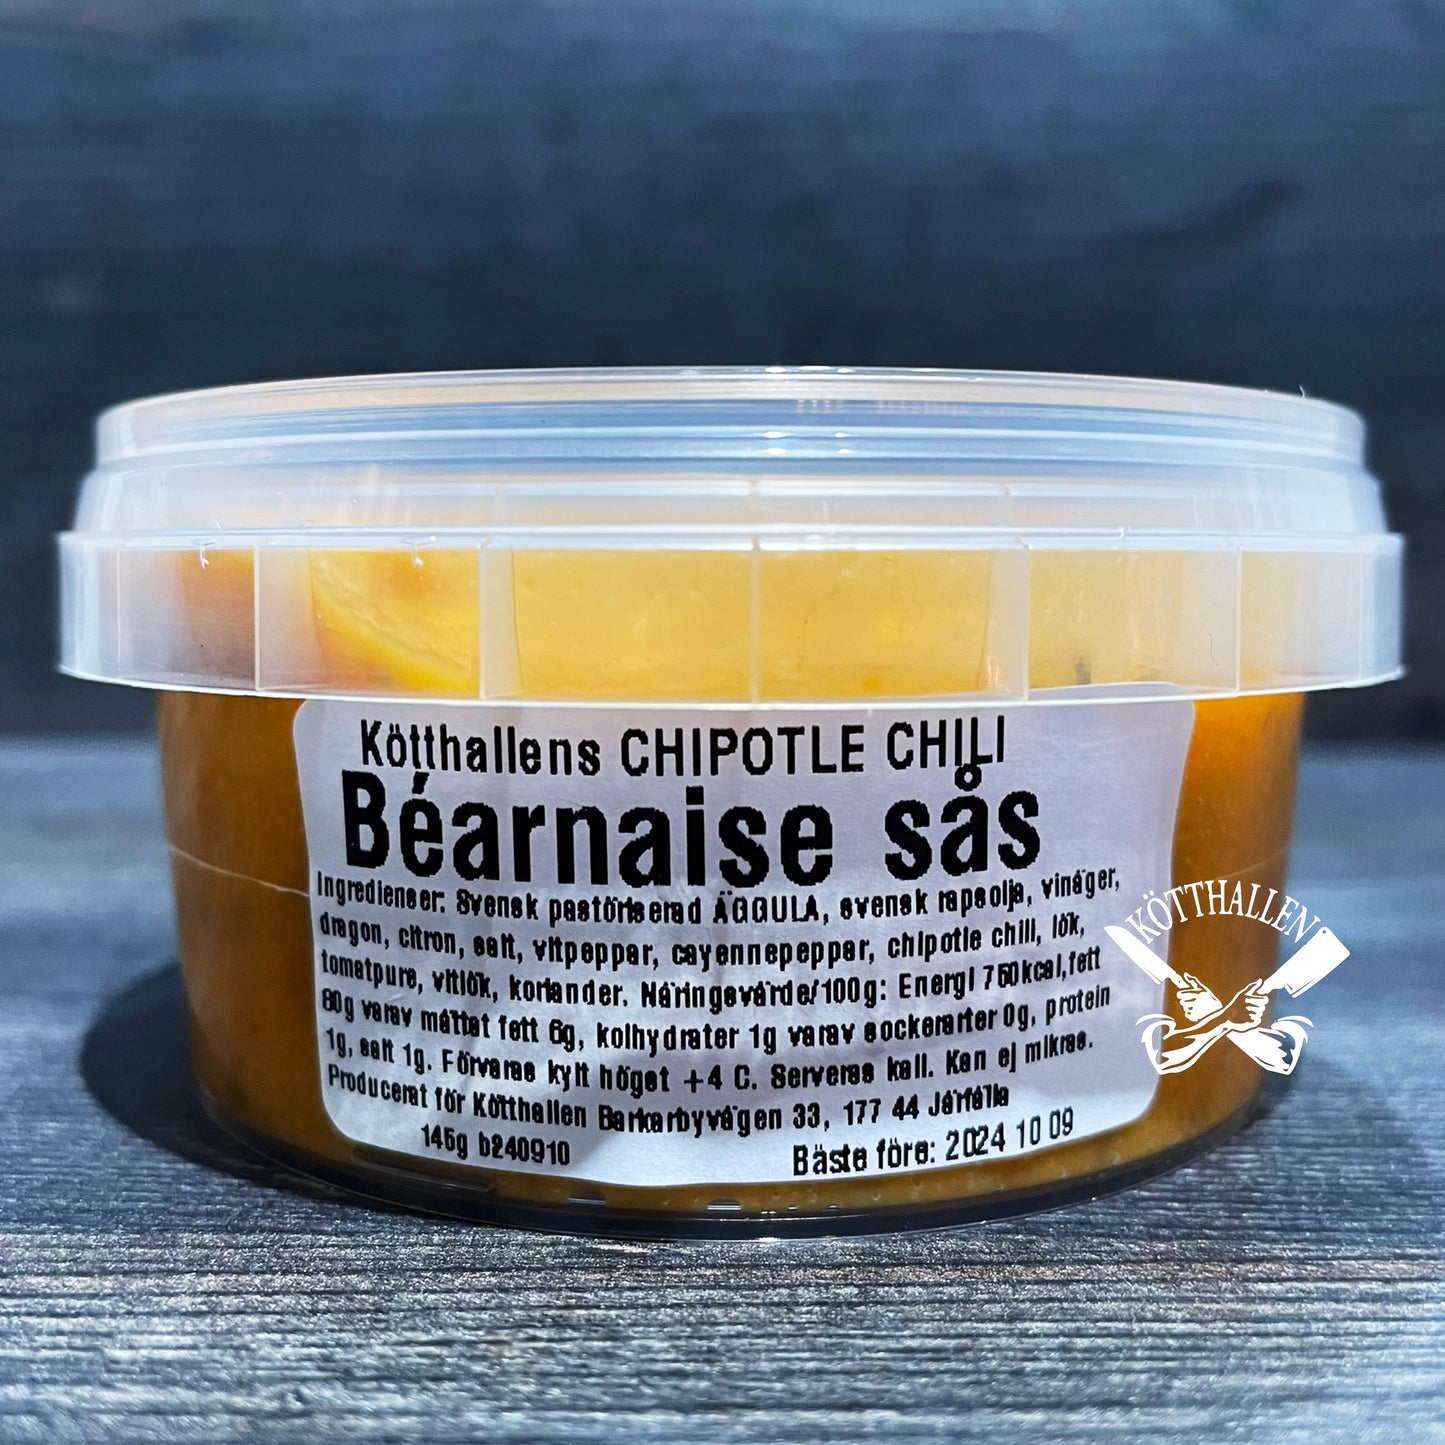 Kötthallens CHIPOTLE CHILI
Béarnaise sås
Ingredienser: Svensk pastöriserad ÄGGULA, svensk rapsolja, vinäger,
dragon, citron, salt, vitpeppar, cayennepeppar, chipotle chili, lök,
tomatpure, vitlök, koriander. Näringsvärde/100g: Energi 750kcal,fett
80g varav mättat fett 6g, kolhydrater 1g varav sockerarter 0g, protein
1g, salt 1g. Förvaras kylt högst +4 C. Serveras kall. Kan ej mikras.
Producerat för Kötthallen Barkarbyvägen 33, 177 44 Järfälla
145g b240910 Bäste före: 2024 10 09
KÖTTHALLEN